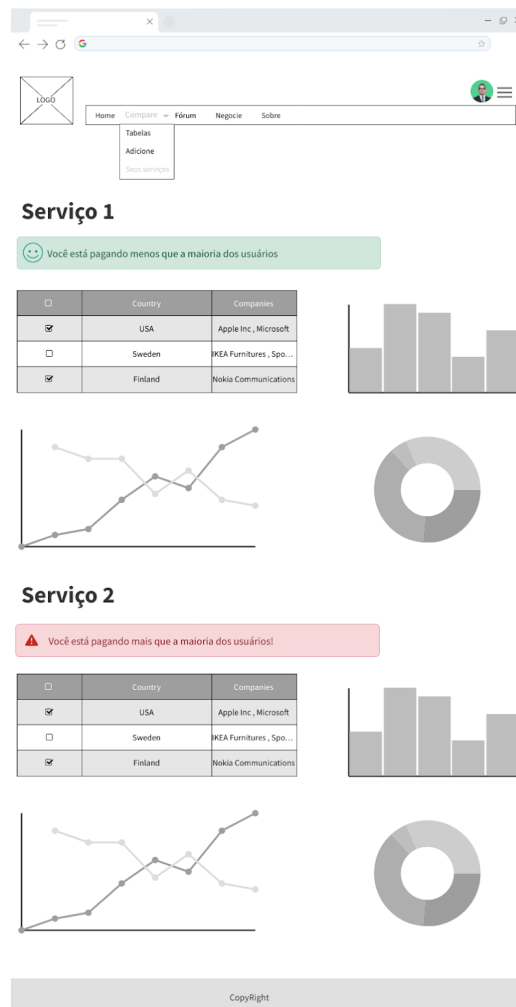 LOGO
Home Compare Fórum Negocie Sobre
Tabelas
Adicione
Seus serviços
Serviço 1
Você está pagando menos que a maioria dos usuários
Country Companies
USA Apple Inc , Microsoft
Sweden IKEA Furnitures , Spo...
Finland Nokia Communications
Serviço 2
Você está pagando mais que a maioria dos usuários!
Country Companies
USA Apple Inc , Microsoft
Sweden IKEA Furnitures , Spo...
Finland Nokia Communications
CopyRight